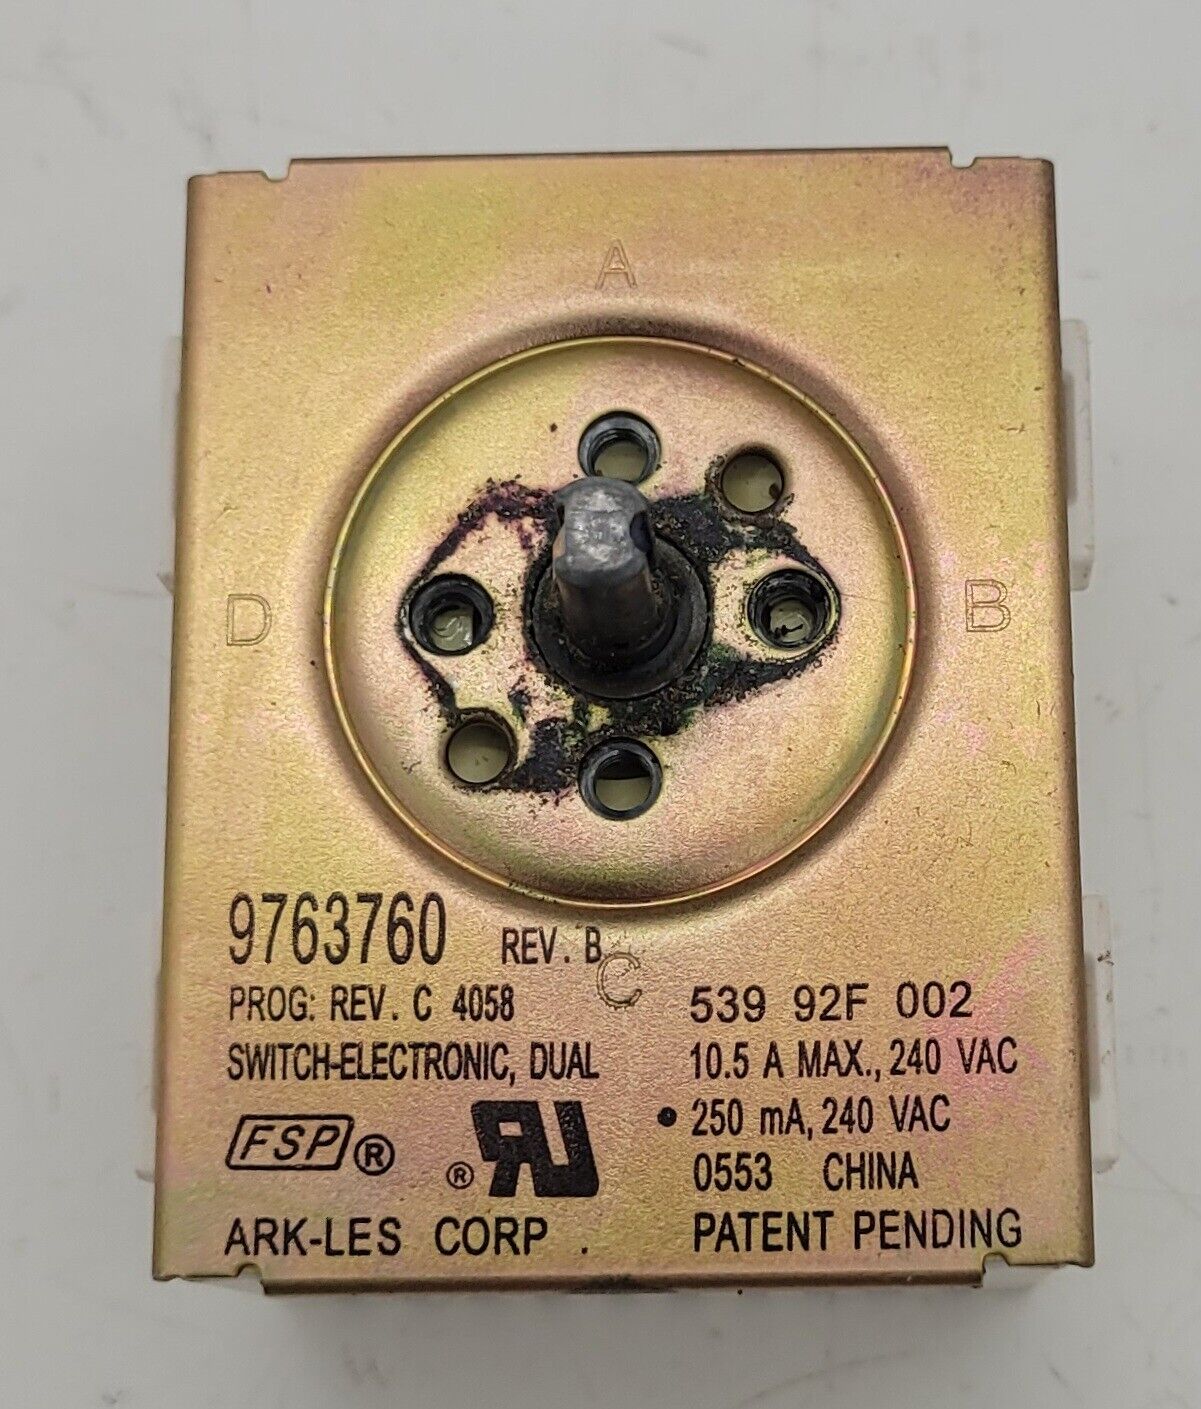 A
D
B
C
9763760 REV. B
PROG: REV. C 4058
SWITCH-ELECTRONIC, DUAL
FSP®
® RU
ARK-LES CORP .
539 92F 002
10.5 A MAX., 240 VAC
• 250 mA, 240 VAC
0553 CHINA
PATENT PENDING